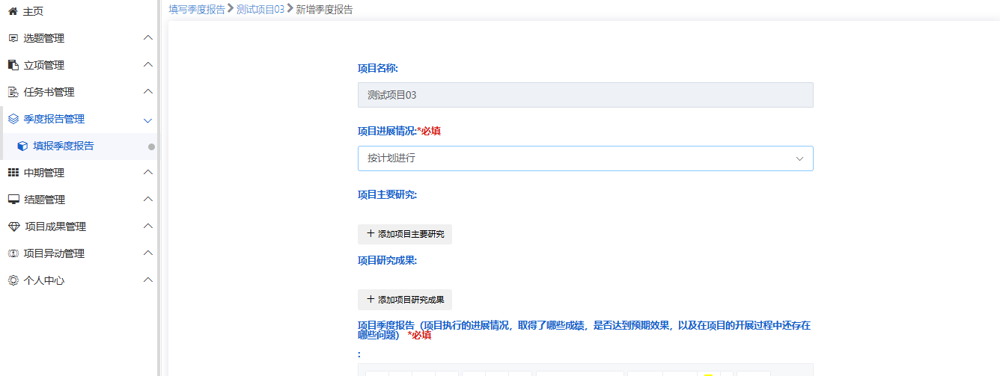 主页
选题管理
立项管理
任务书管理
季度报告管理
填报季度报告
中期管理
结题管理
项目成果管理
项目异动管理
个人中心
填写季度报告 > 测试项目03 > 新增季度报告
项目名称:
测试项目03
项目进展情况:*必填
按计划进行
项目主要研究:
+ 添加项目主要研究
项目研究成果:
+ 添加项目研究成果
项目季度报告（项目执行的进展情况，取得了哪些成绩，是否达到预期效果，以及在项目的开展过程中还存在
哪些问题） *必填
: